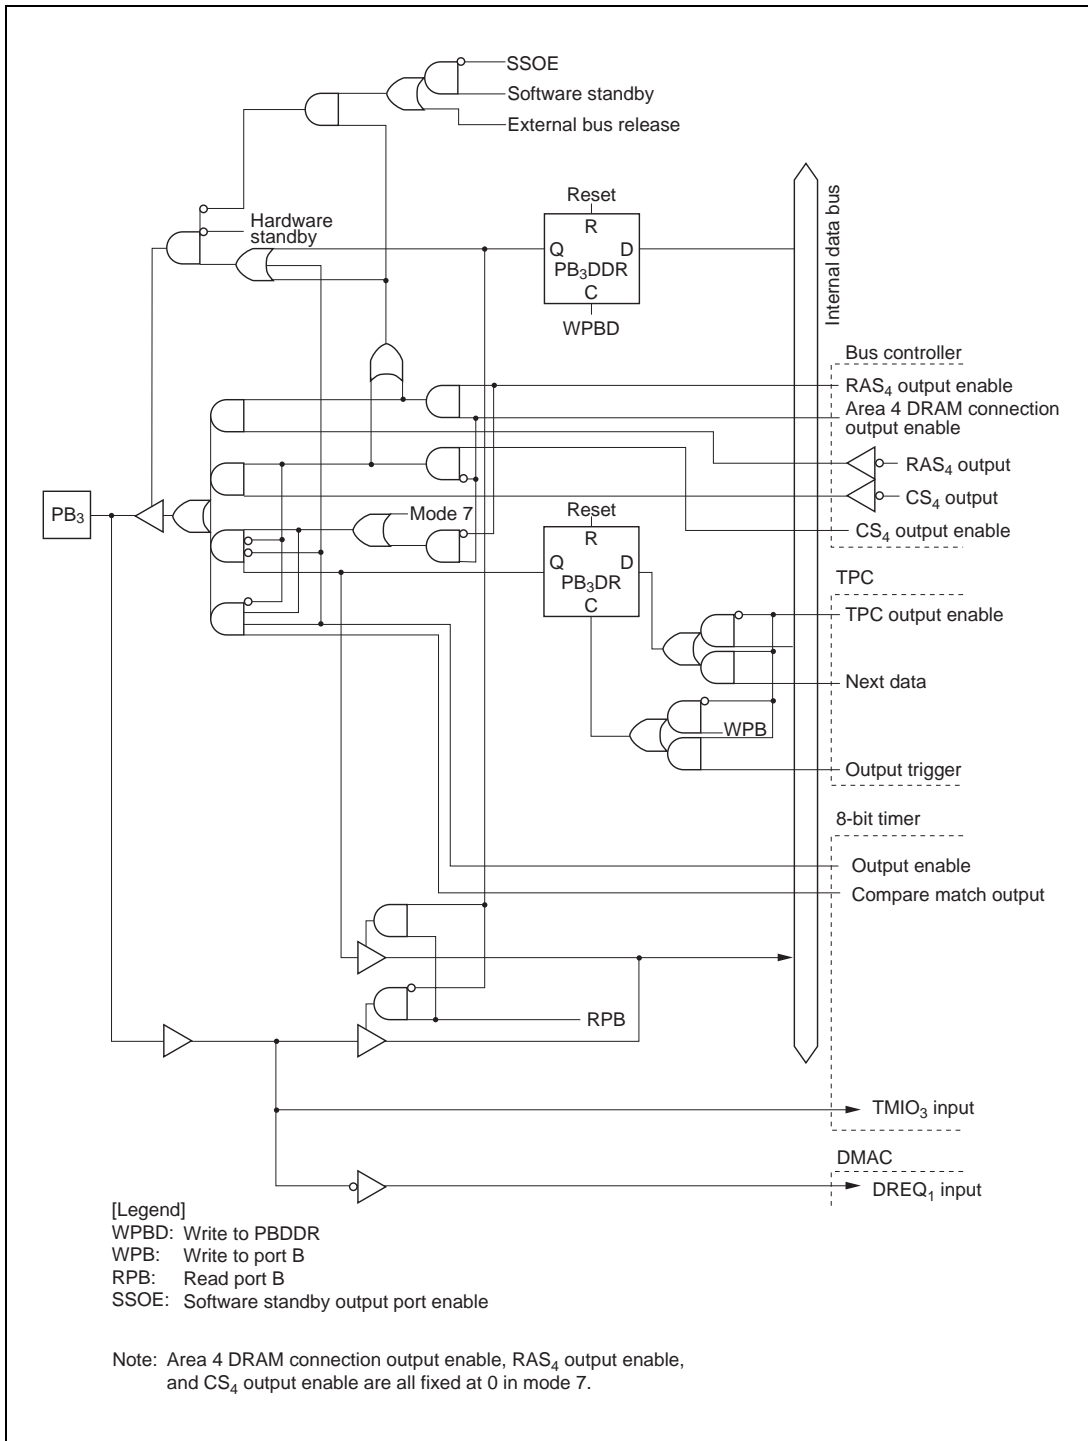 SSOE
Software standby
External bus release
Hardware
standby
Reset
R
Q D
PB3DDR
C
WPBD
Internal data bus
Bus controller
RAS4 output enable
Area 4 DRAM connection
output enable
RAS4 output
CS4 output
CS4 output enable
PB3
Mode 7
Reset
R
Q D
PB3DR
C
TPC
TPC output enable
Next data
WPB
Output trigger
8-bit timer
Output enable
Compare match output
RPB
TMIO3 input
DMAC
DREQ1 input
[Legend]
WPBD: Write to PBDDR
WPB: Write to port B
RPB: Read port B
SSOE: Software standby output port enable
Note: Area 4 DRAM connection output enable, RAS4 output enable,
and CS4 output enable are all fixed at 0 in mode 7.